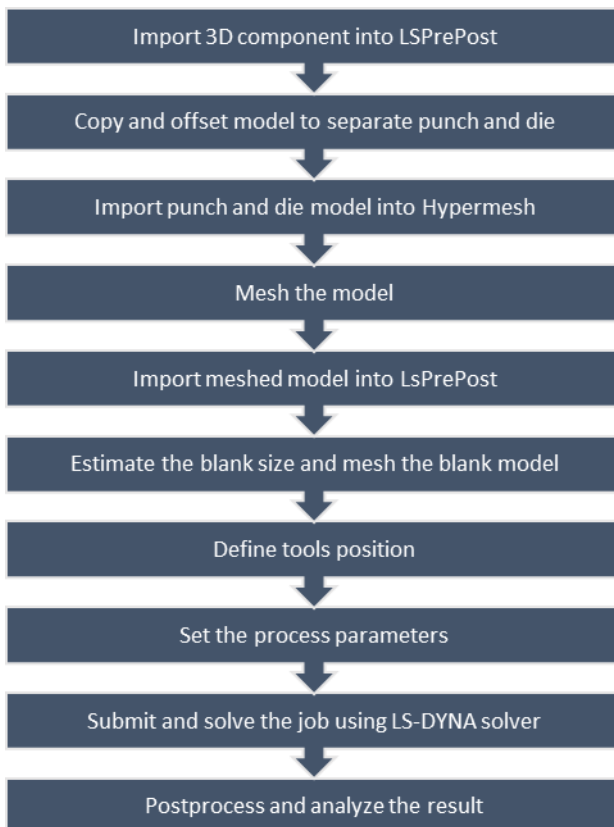 Import 3D component into LSPrePost
Copy and offset model to separate punch and die
Import punch and die model into Hypermesh
Mesh the model
Import meshed model into LsPrePost
Estimate the blank size and mesh the blank model
Define tools position
Set the process parameters
Submit and solve the job using LS-DYNA solver
Postprocess and analyze the result